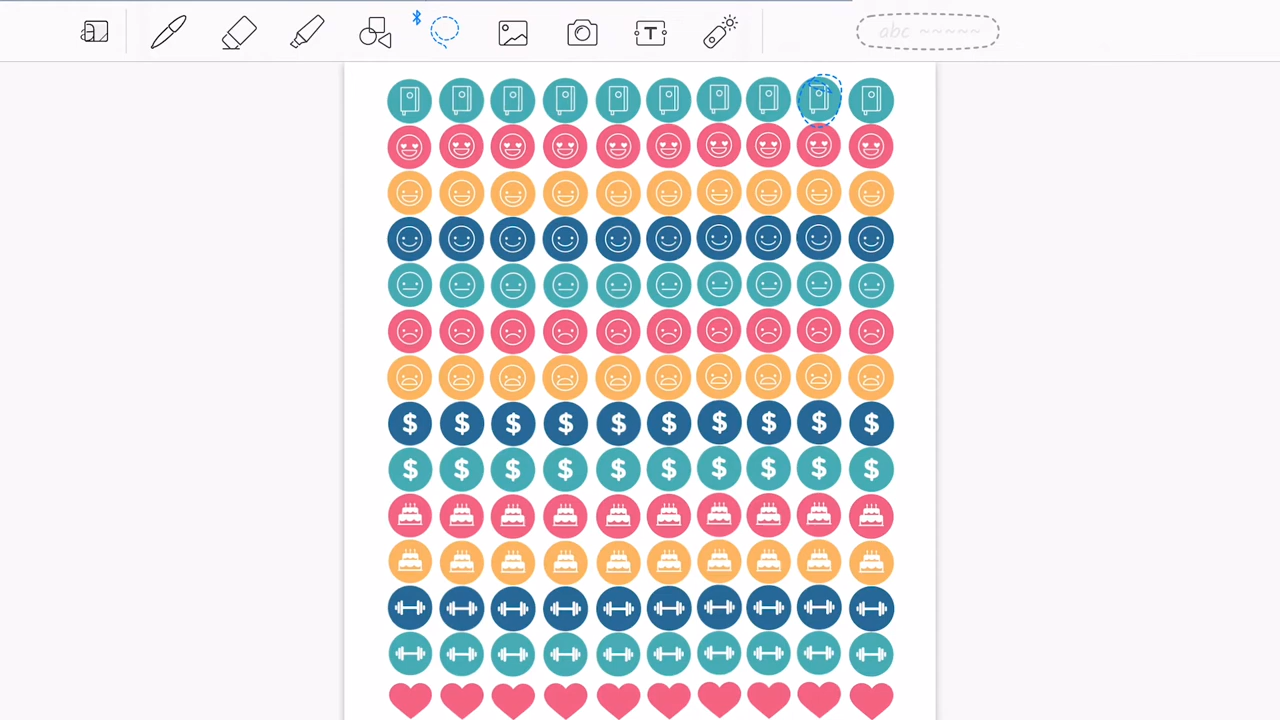 abc ~~~~~
T
$ $ $ $ $ $ $ $ $ $
$ $ $ $ $ $ $ $ $ $